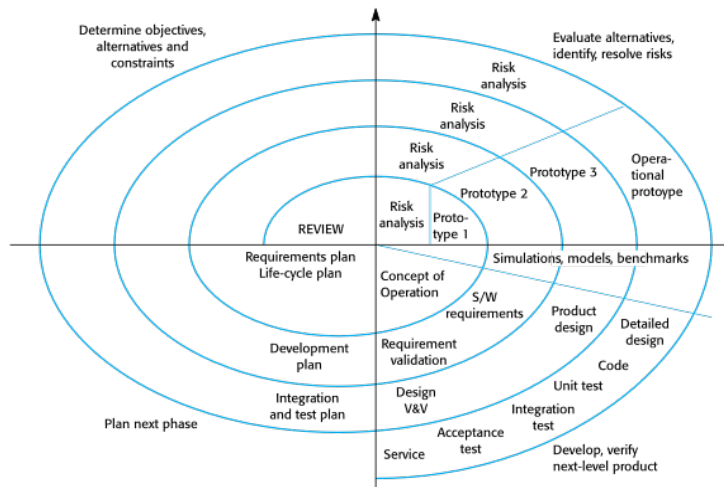 Determine objectives,
alternatives and
constraints
Evaluate alternatives,
identify, resolve risks
Risk
analysis
Risk
analysis
Risk
analysis
Risk
analysis
Proto-
type 1
Prototype 2
Prototype 3
Opera-
tional
protoype
REVIEW
Requirements plan
Life-cycle plan
Concept of
Operation
Simulations, models, benchmarks
S/W
requirements
Product
design
Detailed
design
Development
plan
Requirement
validation
Code
Unit test
Integration
and test plan
Design
V&V
Integration
test
Acceptance
test
Service
Plan next phase
Develop, verify
next-level product